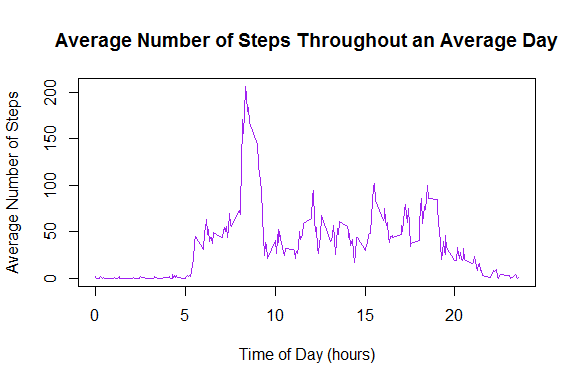 Average Number of Steps Throughout an Average Day
Average Number of Steps
200
150
100
50
0
0 5 10 15 20
Time of Day (hours)